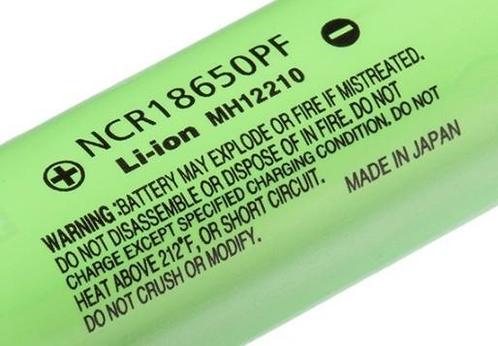 ⊕ NCR18650PF ⊖
Li-ion MH12210
WARNING:BATTERY MAY EXPLODE OR FIRE IF MISTREATED.
DO NOT DISASSEMBLE OR DISPOSE OF IN FIRE. DO NOT
CHARGE EXCEPT SPECIFIED CHARGING CONDITION. DO NOT
HEAT ABOVE 212°F, OR SHORT CIRCUIT.
DO NOT CRUSH OR MODIFY.
MADE IN JAPAN